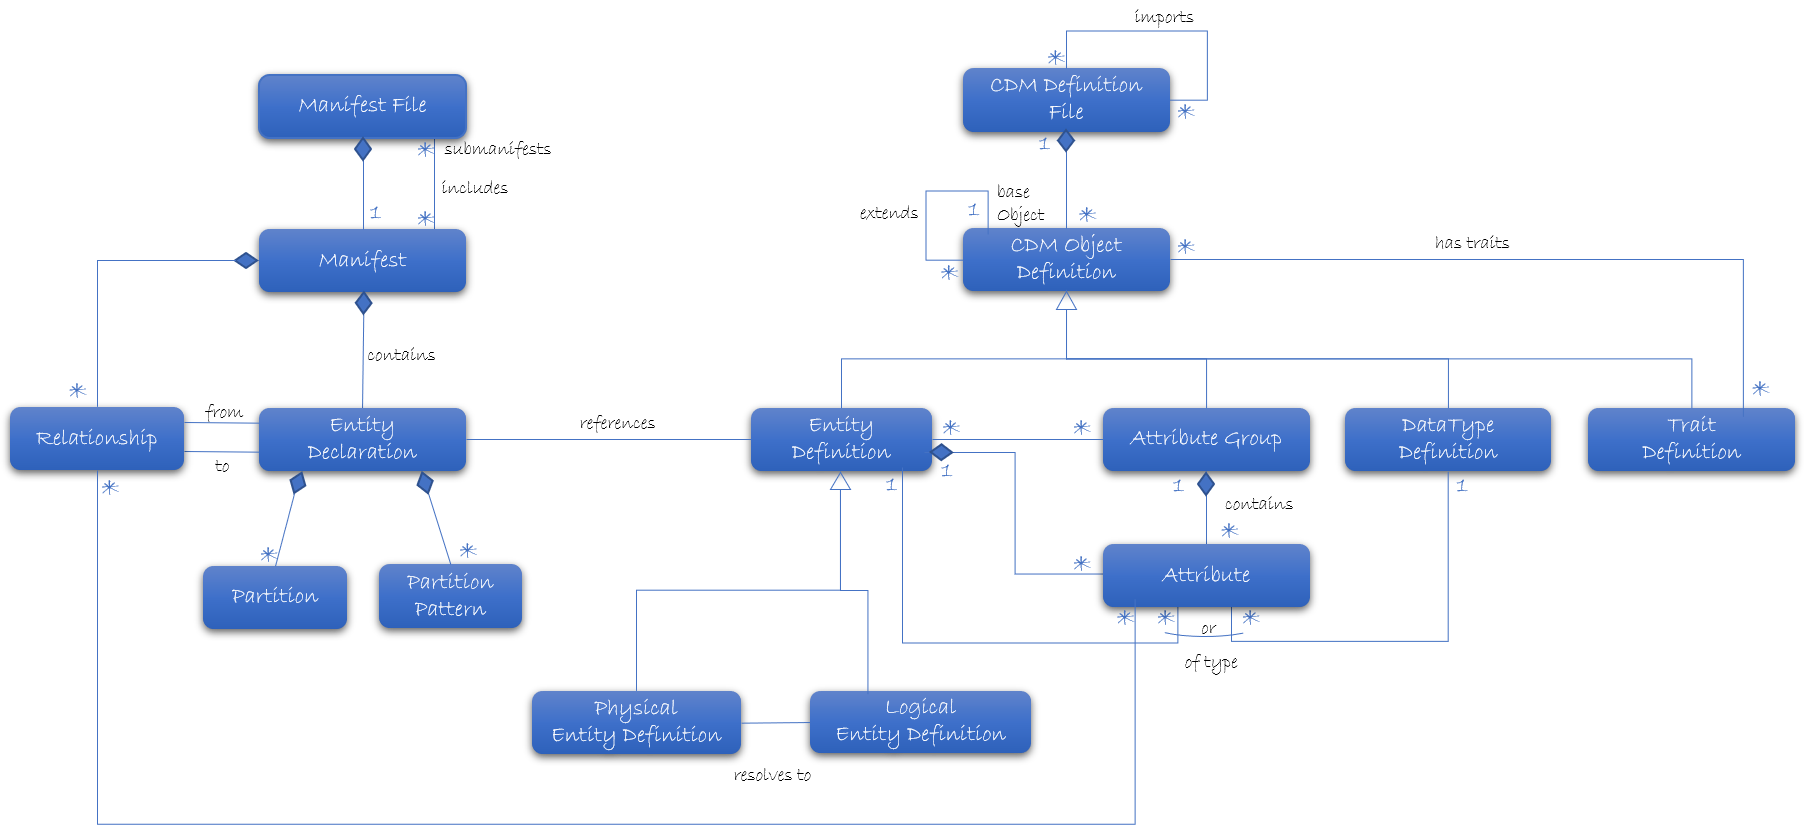 imports
*
CDM Definition
File
*
1
Manifest File
* submanifests
includes
1
*
base
Object
1
extends
*
*
CDM Object
Definition
*
has traits
Manifest
contains
*
*
from
Relationship
to
*
Entity
Declaration
references
Entity
Definition
*
*
1
1
Attribute Group
DataType
Definition
Trait
Definition
1
contains
*
1
*
*
Partition
*
Partition
Pattern
Attribute
*
*
*
or
of type
Physical
Entity Definition
Logical
Entity Definition
resolves to